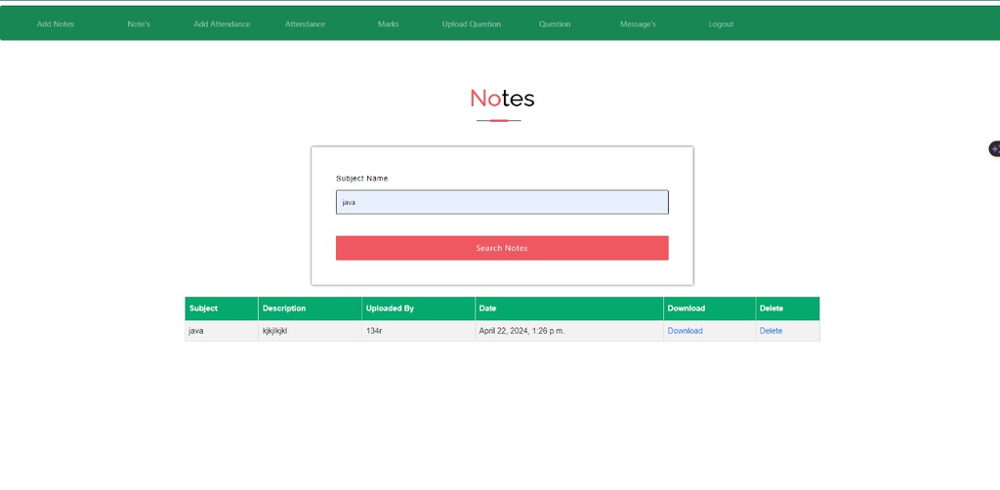 Add Notes Note's Add Attendance Attendance Marks Upload Question Question Message's Logout
Notes
Subject Name
java
Search Notes
Subject Description Uploaded By Date Download Delete
java kjkjlkjkl 134r April 22, 2024, 1:26 p.m. Download Delete